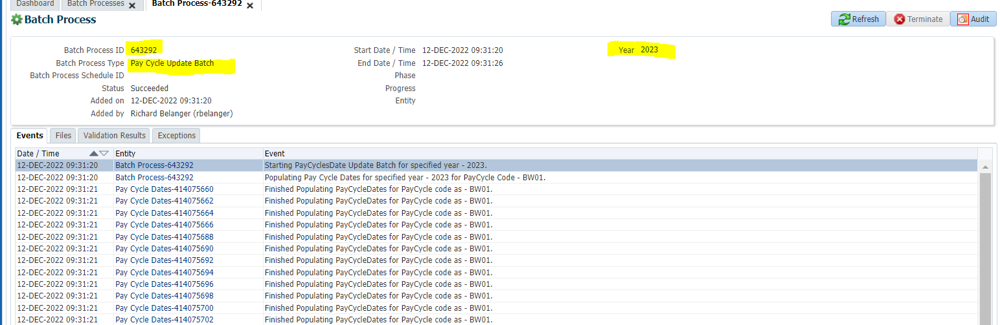 Dashboard Batch Processes Batch Process-643292
Batch Process Refresh Terminate Audit
Batch Process ID 643292 Start Date / Time 12-DEC-2022 09:31:20 Year 2023
Batch Process Type Pay Cycle Update Batch End Date / Time 12-DEC-2022 09:31:26
Batch Process Schedule ID Phase
Status Succeeded Progress
Added on 12-DEC-2022 09:31:20 Entity
Added by Richard Belanger (rbelanger)
Events Files Validation Results Exceptions
Date / Time Entity Event
12-DEC-2022 09:31:20 Batch Process-643292 Starting PayCyclesDate Update Batch for specified year - 2023.
12-DEC-2022 09:31:20 Batch Process-643292 Populating Pay Cycle Dates for specified year - 2023 for PayCycle Code - BW01.
12-DEC-2022 09:31:21 Pay Cycle Dates-414075660 Finished Populating PayCycleDates for PayCycle code as - BW01.
12-DEC-2022 09:31:21 Pay Cycle Dates-414075662 Finished Populating PayCycleDates for PayCycle code as - BW01.
12-DEC-2022 09:31:21 Pay Cycle Dates-414075664 Finished Populating PayCycleDates for PayCycle code as - BW01.
12-DEC-2022 09:31:21 Pay Cycle Dates-414075666 Finished Populating PayCycleDates for PayCycle code as - BW01.
12-DEC-2022 09:31:21 Pay Cycle Dates-414075688 Finished Populating PayCycleDates for PayCycle code as - BW01.
12-DEC-2022 09:31:21 Pay Cycle Dates-414075690 Finished Populating PayCycleDates for PayCycle code as - BW01.
12-DEC-2022 09:31:21 Pay Cycle Dates-414075692 Finished Populating PayCycleDates for PayCycle code as - BW01.
12-DEC-2022 09:31:21 Pay Cycle Dates-414075694 Finished Populating PayCycleDates for PayCycle code as - BW01.
12-DEC-2022 09:31:21 Pay Cycle Dates-414075696 Finished Populating PayCycleDates for PayCycle code as - BW01.
12-DEC-2022 09:31:21 Pay Cycle Dates-414075698 Finished Populating PayCycleDates for PayCycle code as - BW01.
12-DEC-2022 09:31:21 Pay Cycle Dates-414075700 Finished Populating PayCycleDates for PayCycle code as - BW01.
12-DEC-2022 09:31:21 Pay Cycle Dates-414075702 Finished Populating PayCycleDates for PayCycle code as - BW01.